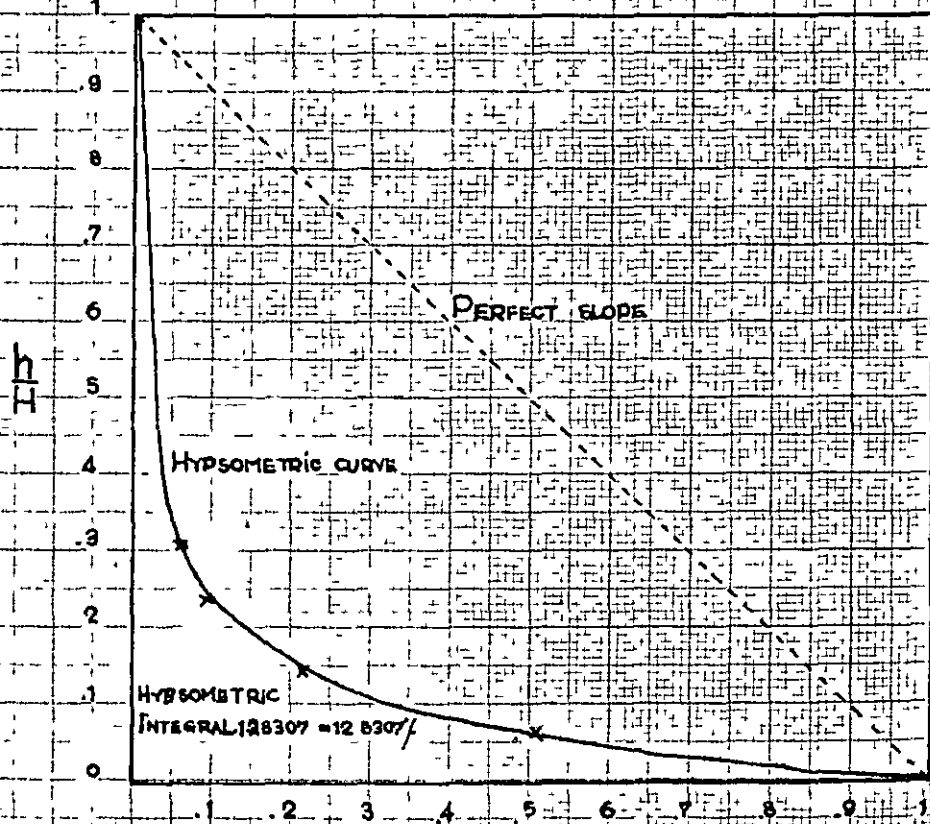 1
.9
8
.7
6
5
.4
.3
2
.1
0
h
H
PERFECT SLOPE
HYPSOMETRIC CURVE
HYPSOMETRIC
INTEGRAL.128307 =12 8307%
.1 .2 3 .4 .5 .6 .7 .8 .9 1